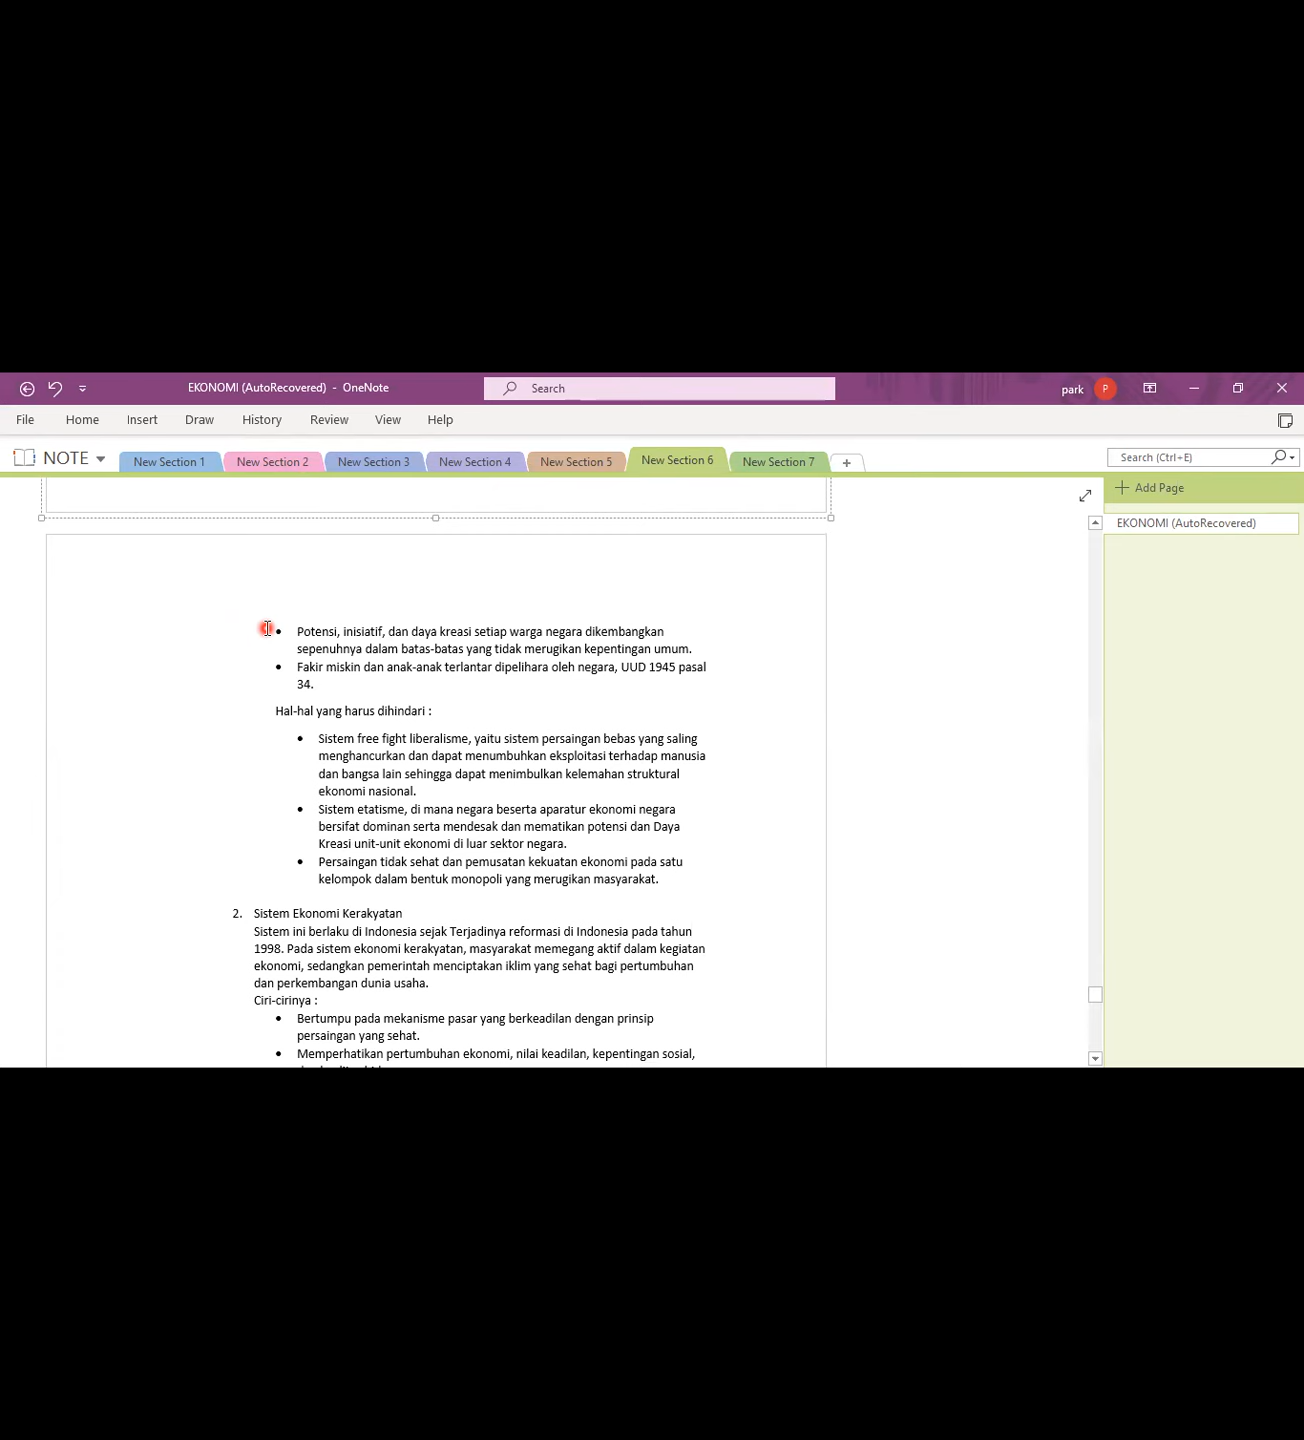 EKONOMI (AutoRecovered) - OneNote
Search
park
P
File Home Insert Draw History Review View Help
NOTE New Section 1 New Section 2 New Section 3 New Section 4 New Section 5 New Section 6 New Section 7 +
Search (Ctrl+E)
Add Page
EKONOMI (AutoRecovered)
• Potensi, inisiatif, dan daya kreasi setiap warga negara dikembangkan
sepenuhnya dalam batas-batas yang tidak merugikan kepentingan umum.
• Fakir miskin dan anak-anak terlantar dipelihara oleh negara, UUD 1945 pasal
34.
Hal-hal yang harus dihindari :
• Sistem free fight liberalisme, yaitu sistem persaingan bebas yang saling
menghancurkan dan dapat menumbuhkan eksploitasi terhadap manusia
dan bangsa lain sehingga dapat menimbulkan kelemahan struktural
ekonomi nasional.
• Sistem etatisme, di mana negara beserta aparatur ekonomi negara
bersifat dominan serta mendesak dan mematikan potensi dan Daya
Kreasi unit-unit ekonomi di luar sektor negara.
• Persaingan tidak sehat dan pemusatan kekuatan ekonomi pada satu
kelompok dalam bentuk monopoli yang merugikan masyarakat.
2. Sistem Ekonomi Kerakyatan
Sistem ini berlaku di Indonesia sejak Terjadinya reformasi di Indonesia pada tahun
1998. Pada sistem ekonomi kerakyatan, masyarakat memegang aktif dalam kegiatan
ekonomi, sedangkan pemerintah menciptakan iklim yang sehat bagi pertumbuhan
dan perkembangan dunia usaha.
Ciri-cirinya :
• Bertumpu pada mekanisme pasar yang berkeadilan dengan prinsip
persaingan yang sehat.
• Memperhatikan pertumbuhan ekonomi, nilai keadilan, kepentingan sosial,